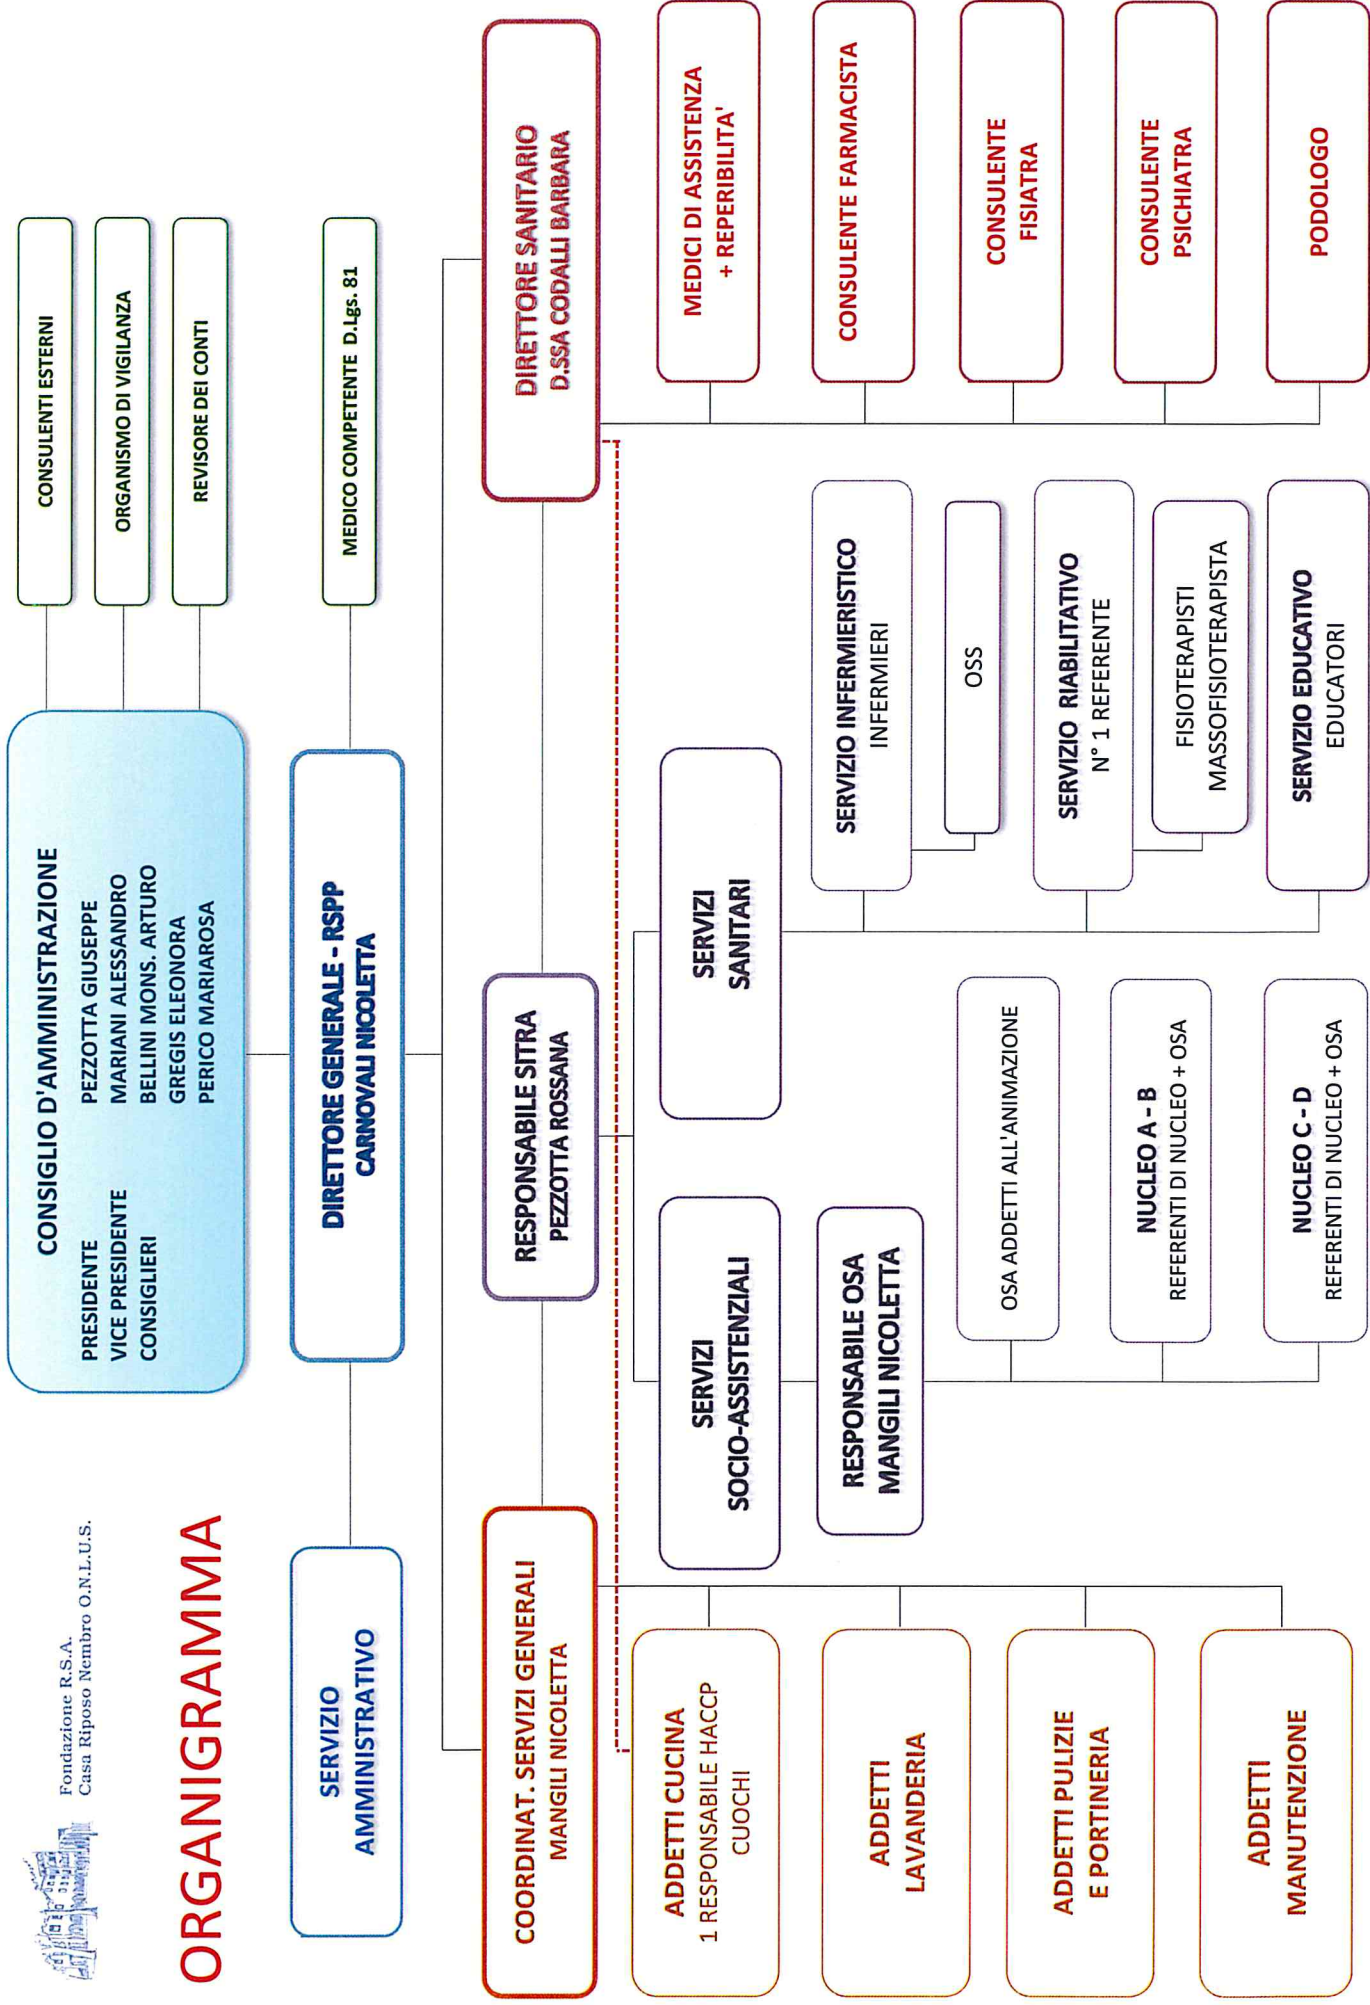 Fondazione R.S.A.
Casa Riposo Nembro O.N.L.U.S.
ORGANIGRAMMA
CONSIGLIO D'AMMINISTRAZIONE
PRESIDENTE PEZZOTTA GIUSEPPE
VICE PRESIDENTE MARIANI ALESSANDRO
CONSIGLIERI BELLINI MONS. ARTURO
GREGIS ELEONORA
PERICO MARIAROSA
CONSULENTI ESTERNI
ORGANISMO DI VIGILANZA
REVISORE DEI CONTI
SERVIZIO
AMMINISTRATIVO
DIRETTORE GENERALE - RSPP
CARNOVALI NICOLETTA
MEDICO COMPETENTE D.Lgs. 81
COORDINAT. SERVIZI GENERALI
MANGILI NICOLETTA
RESPONSABILE SITRA
PEZZOTTA ROSSANA
DIRETTORE SANITARIO
D.SSA CODALLI BARBARA
ADDETTI CUCINA
1 RESPONSABILE HACCP
CUOCHI
ADDETTI
LAVANDERIA
ADDETTI PULIZIE
E PORTINERIA
ADDETTI
MANUTENZIONE
SERVIZI
SOCIO-ASSISTENZIALI
RESPONSABILE OSA
MANGILI NICOLETTA
OSA ADDETTI ALL'ANIMAZIONE
NUCLEO A - B
REFERENTI DI NUCLEO + OSA
NUCLEO C - D
REFERENTI DI NUCLEO + OSA
SERVIZI
SANITARI
SERVIZIO INFERMIERISTICO
INFERMIERI
OSS
SERVIZIO RIABILITATIVO
N° 1 REFERENTE
FISIOTERAPISTI
MASSOFISIOTERAPISTA
SERVIZIO EDUCATIVO
EDUCATORI
MEDICI DI ASSISTENZA
+ REPERIBILITA'
CONSULENTE FARMACISTA
CONSULENTE
FISIATRA
CONSULENTE
PSICHIATRA
PODOLOGO